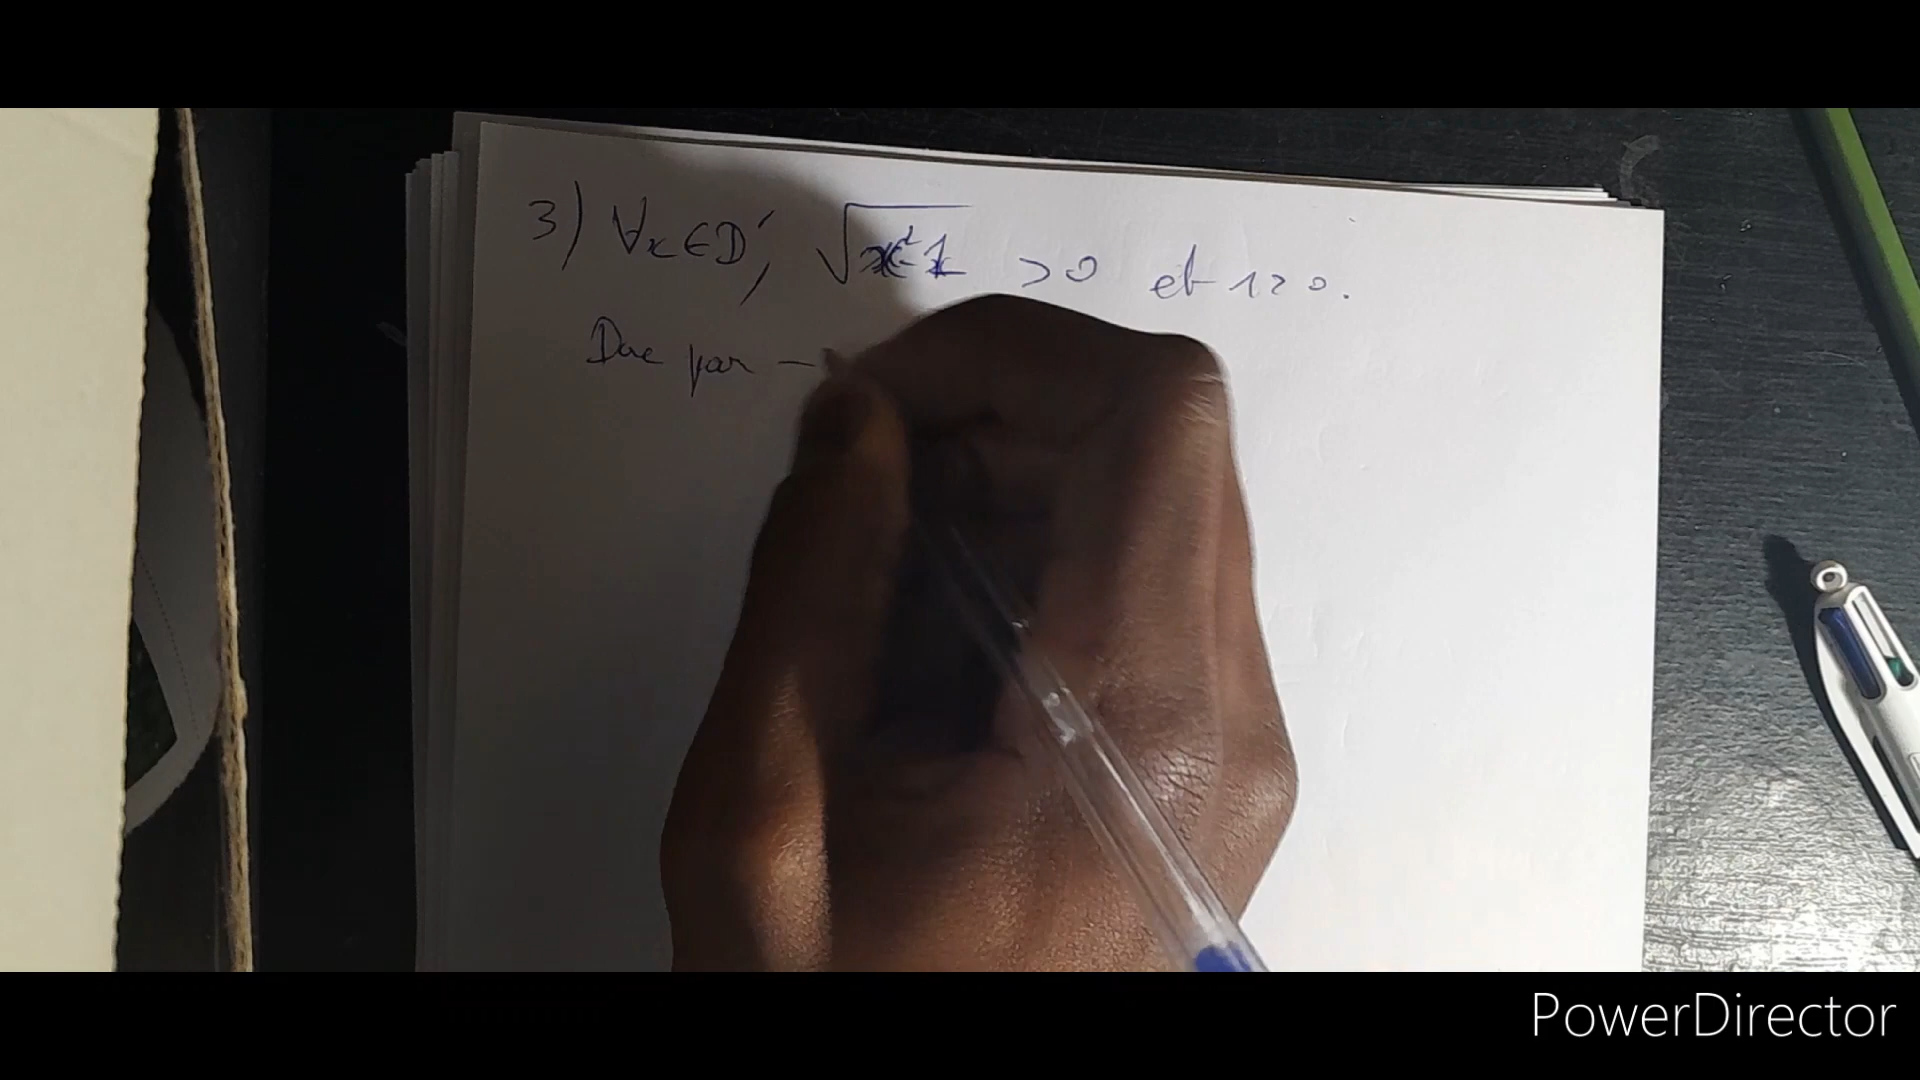 3) ∀x∈D', √x²-1 >0 et 1>0.
Donc par —
PowerDirector